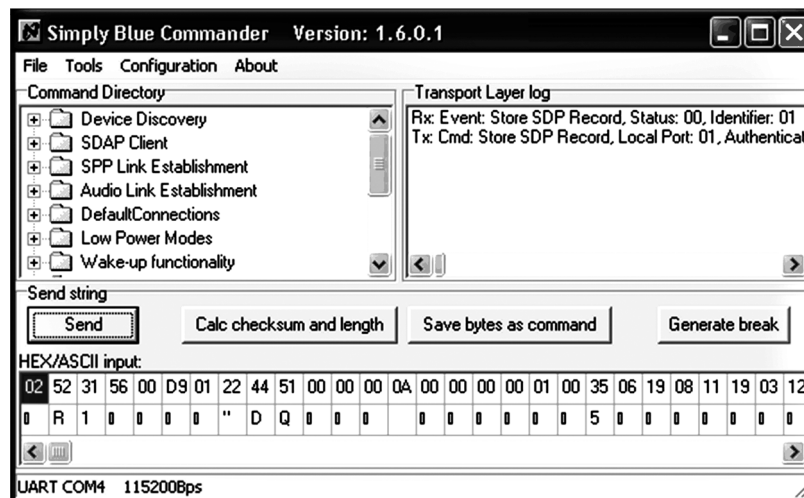 Simply Blue Commander Version: 1.6.0.1
File Tools Configuration About
Command Directory
Device Discovery
SDAP Client
SPP Link Establishment
Audio Link Establishment
DefaultConnections
Low Power Modes
Wake-up functionality
Transport Layer log
Rx: Event: Store SDP Record, Status: 00, Identifier: 01
Tx: Cmd: Store SDP Record, Local Port: 01, Authenticat
Send string
Send Calc checksum and length Save bytes as command Generate break
HEX/ASCII input:
02 52 31 56 00 D9 01 22 44 51 00 00 00 0A 00 00 00 00 01 00 35 06 19 08 11 19 03 12
R 1 " D Q 5
UART COM4 115200Bps